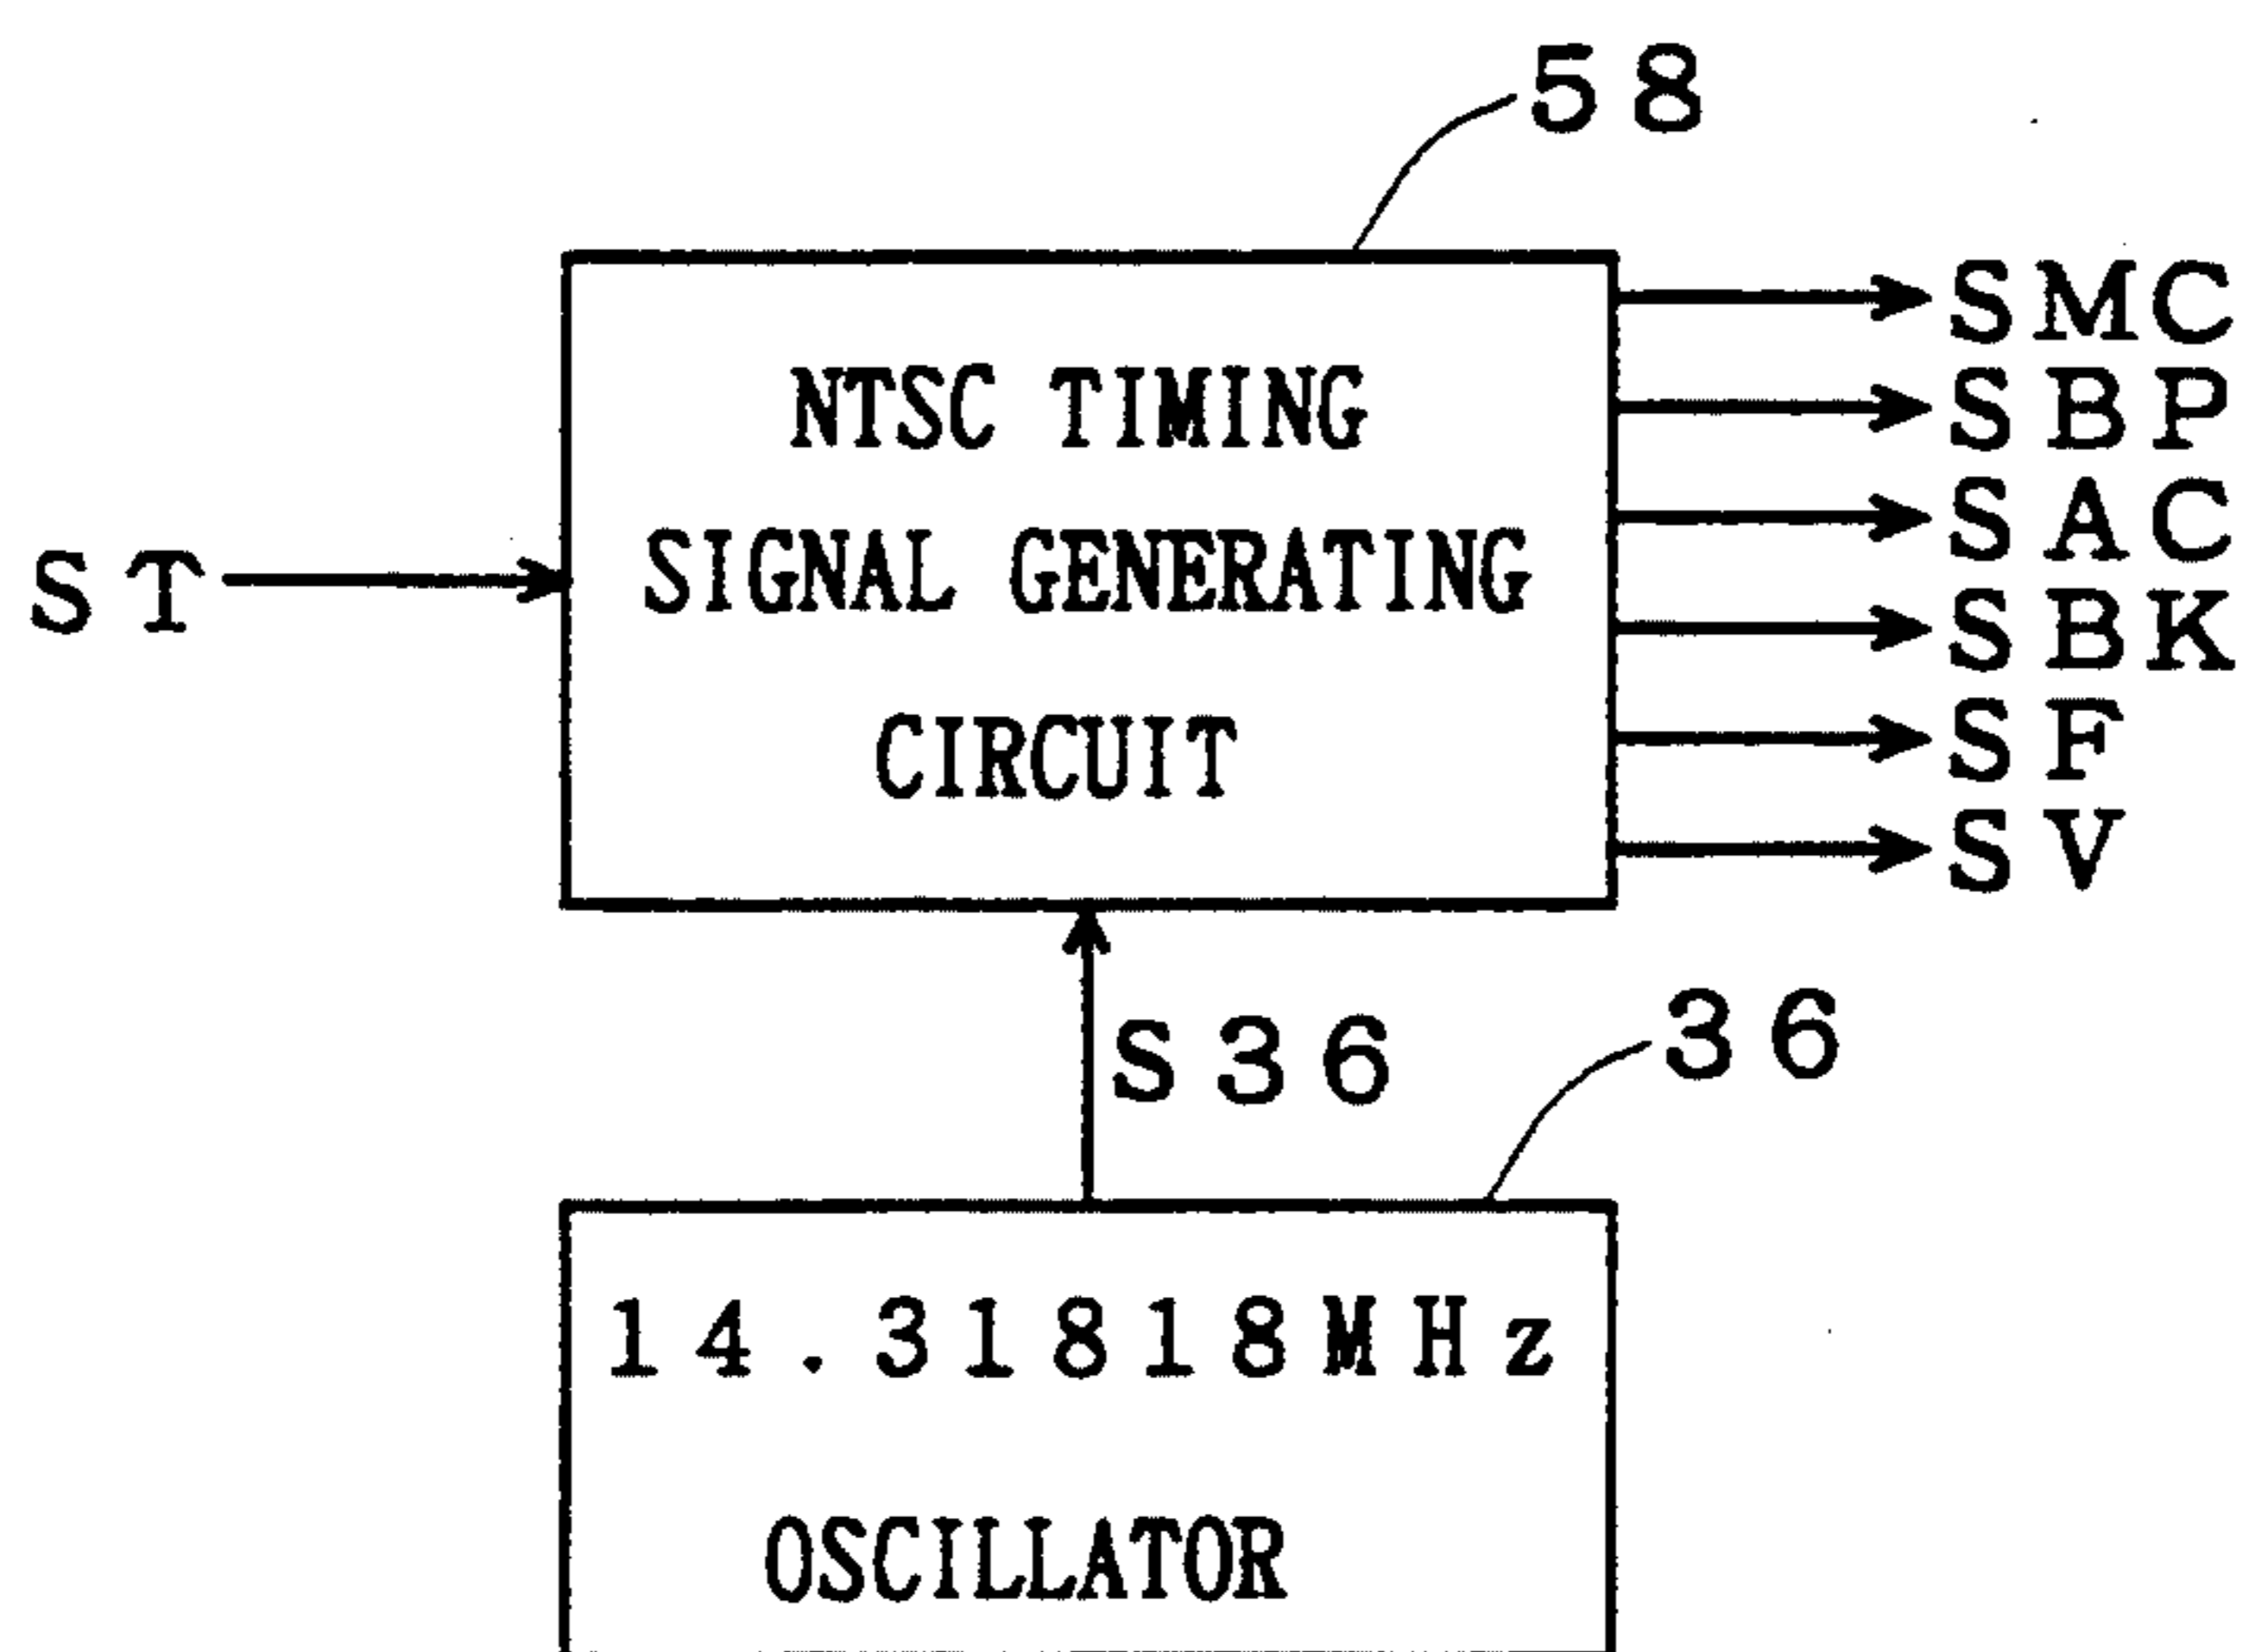 58
SMC
NTSC TIMING
SBP
SAC
ST
SIGNAL GENERATING
SBK
CIRCUIT
SF
SV
S36
36
14.31818MHz
OSCILLATOR